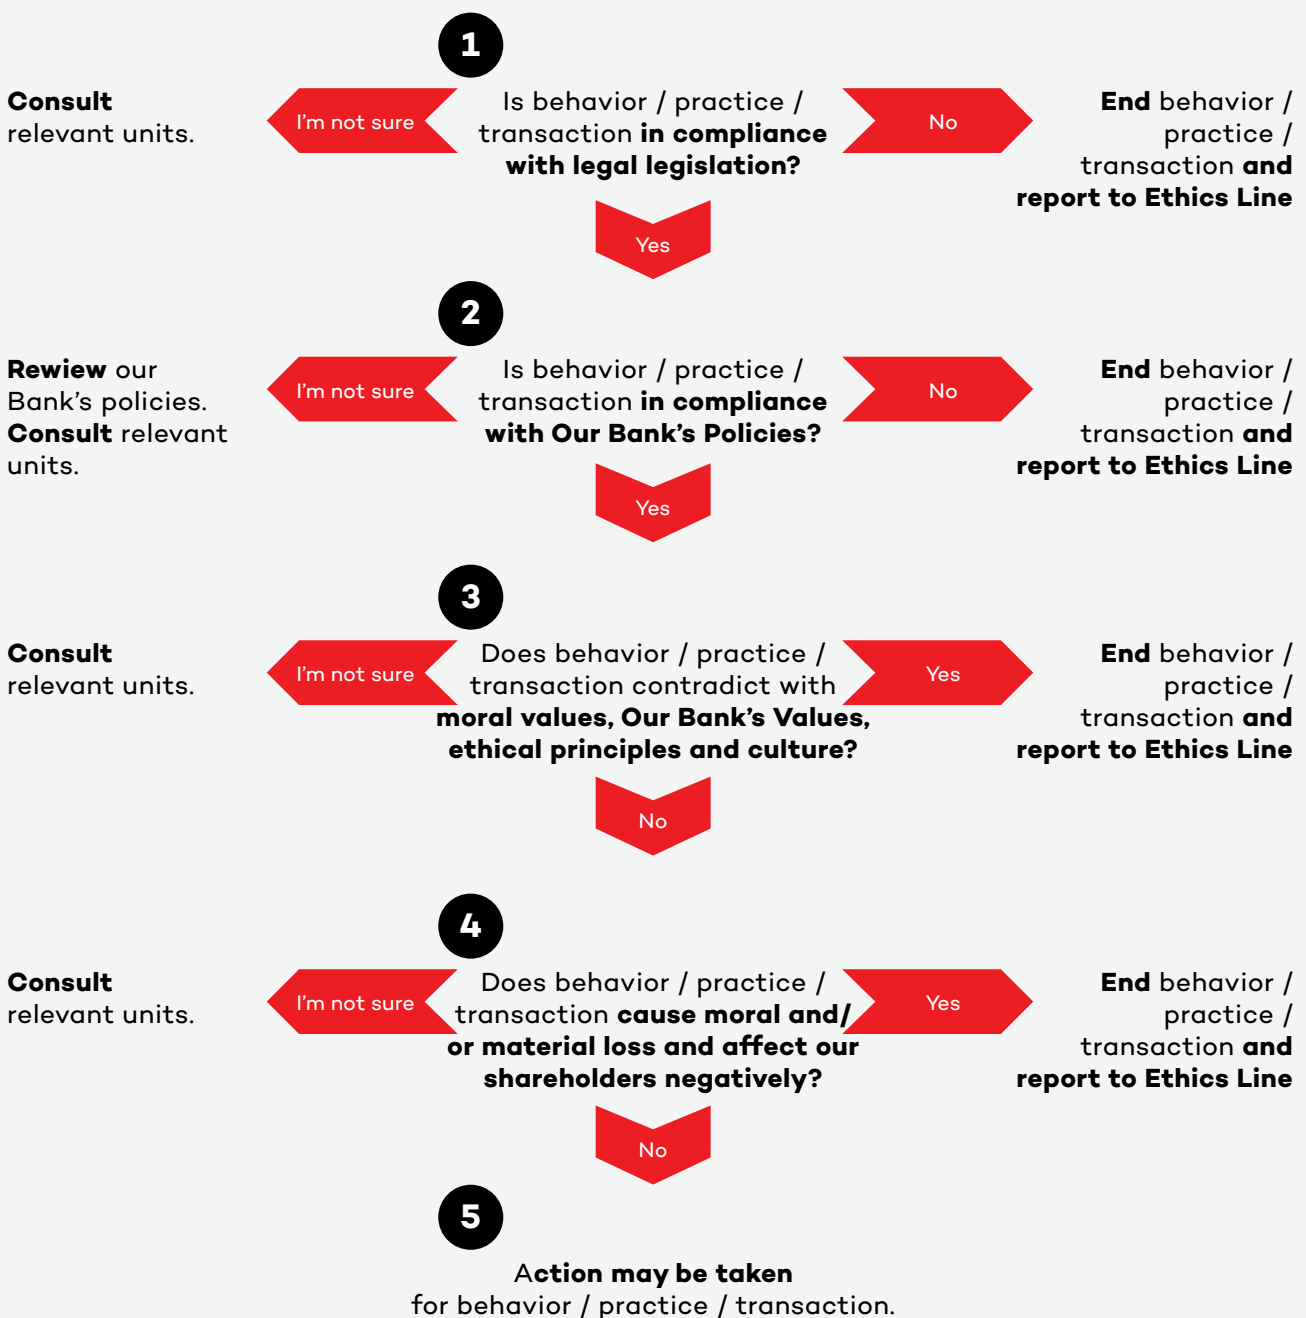 1
Consult
relevant units.
I'm not sure
Is behavior / practice /
transaction in compliance
with legal legislation?
No
End behavior /
practice /
transaction and
report to Ethics Line
Yes
2
Rewiew our
Bank's policies.
Consult relevant
units.
I'm not sure
Is behavior / practice /
transaction in compliance
with Our Bank's Policies?
No
End behavior /
practice /
transaction and
report to Ethics Line
Yes
3
Consult
relevant units.
I'm not sure
Does behavior / practice /
transaction contradict with
moral values, Our Bank's Values,
ethical principles and culture?
Yes
End behavior /
practice /
transaction and
report to Ethics Line
No
4
Consult
relevant units.
I'm not sure
Does behavior / practice /
transaction cause moral and/
or material loss and affect our
shareholders negatively?
Yes
End behavior /
practice /
transaction and
report to Ethics Line
No
5
Action may be taken
for behavior / practice / transaction.